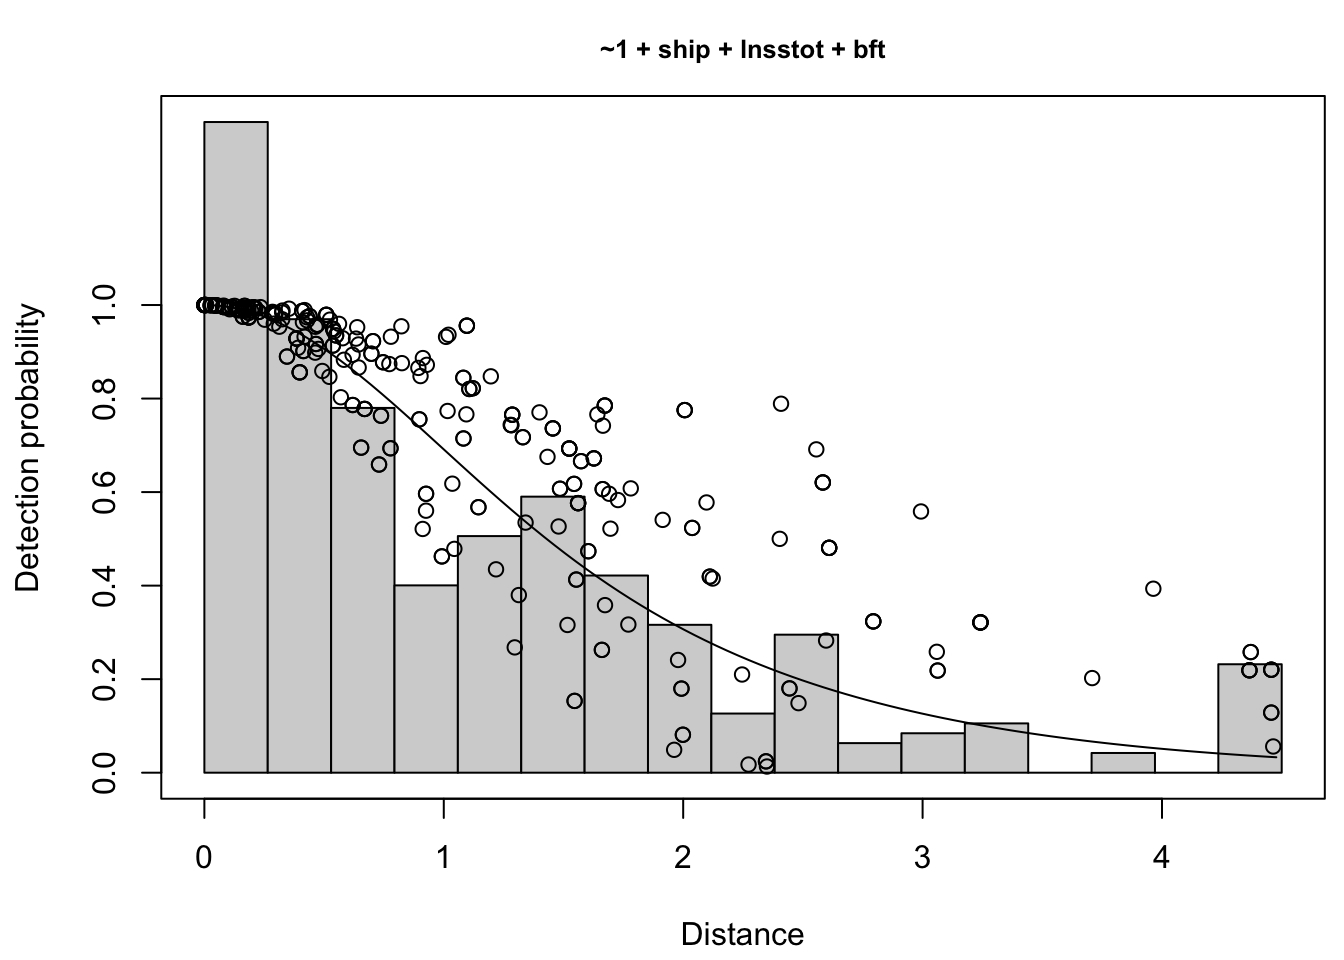 ~1 + ship + lnsstot + bft
Detection probability
1.0
0.8
0.6
0.4
0.2
0.0
0 1 2 3 4
Distance